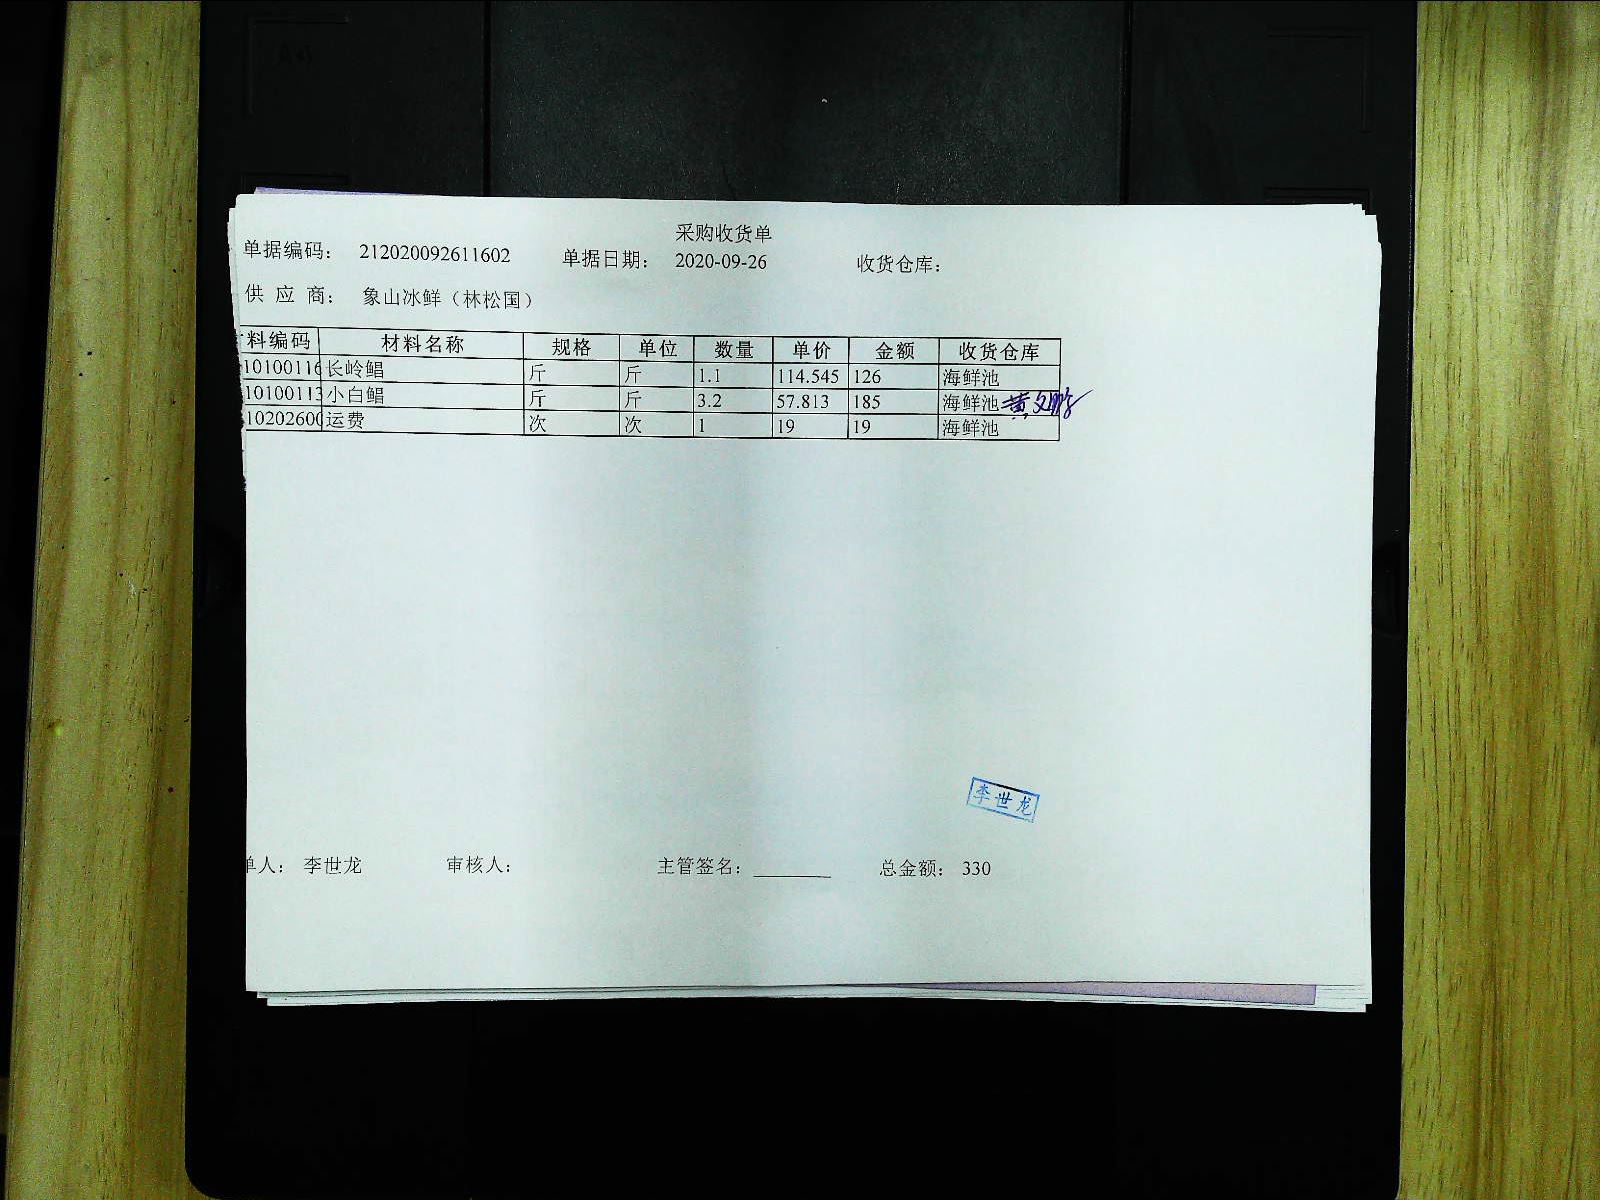 采购收货单
单据编码： 212020092611602 单据日期： 2020-09-26 收货仓库：
供 应 商： 象山冰鲜（林松国）
料编码 材料名称 规格 单位 数量 单价 金额 收货仓库
10100116 长岭鲳 斤 斤 1.1 114.545 126 海鲜池
10100113 小白鲳 斤 斤 3.2 57.813 185 海鲜池
10202600 运费 次 次 1 19 19 海鲜池
李世龙
单人： 李世龙 审核人： 主管签名： 总金额： 330